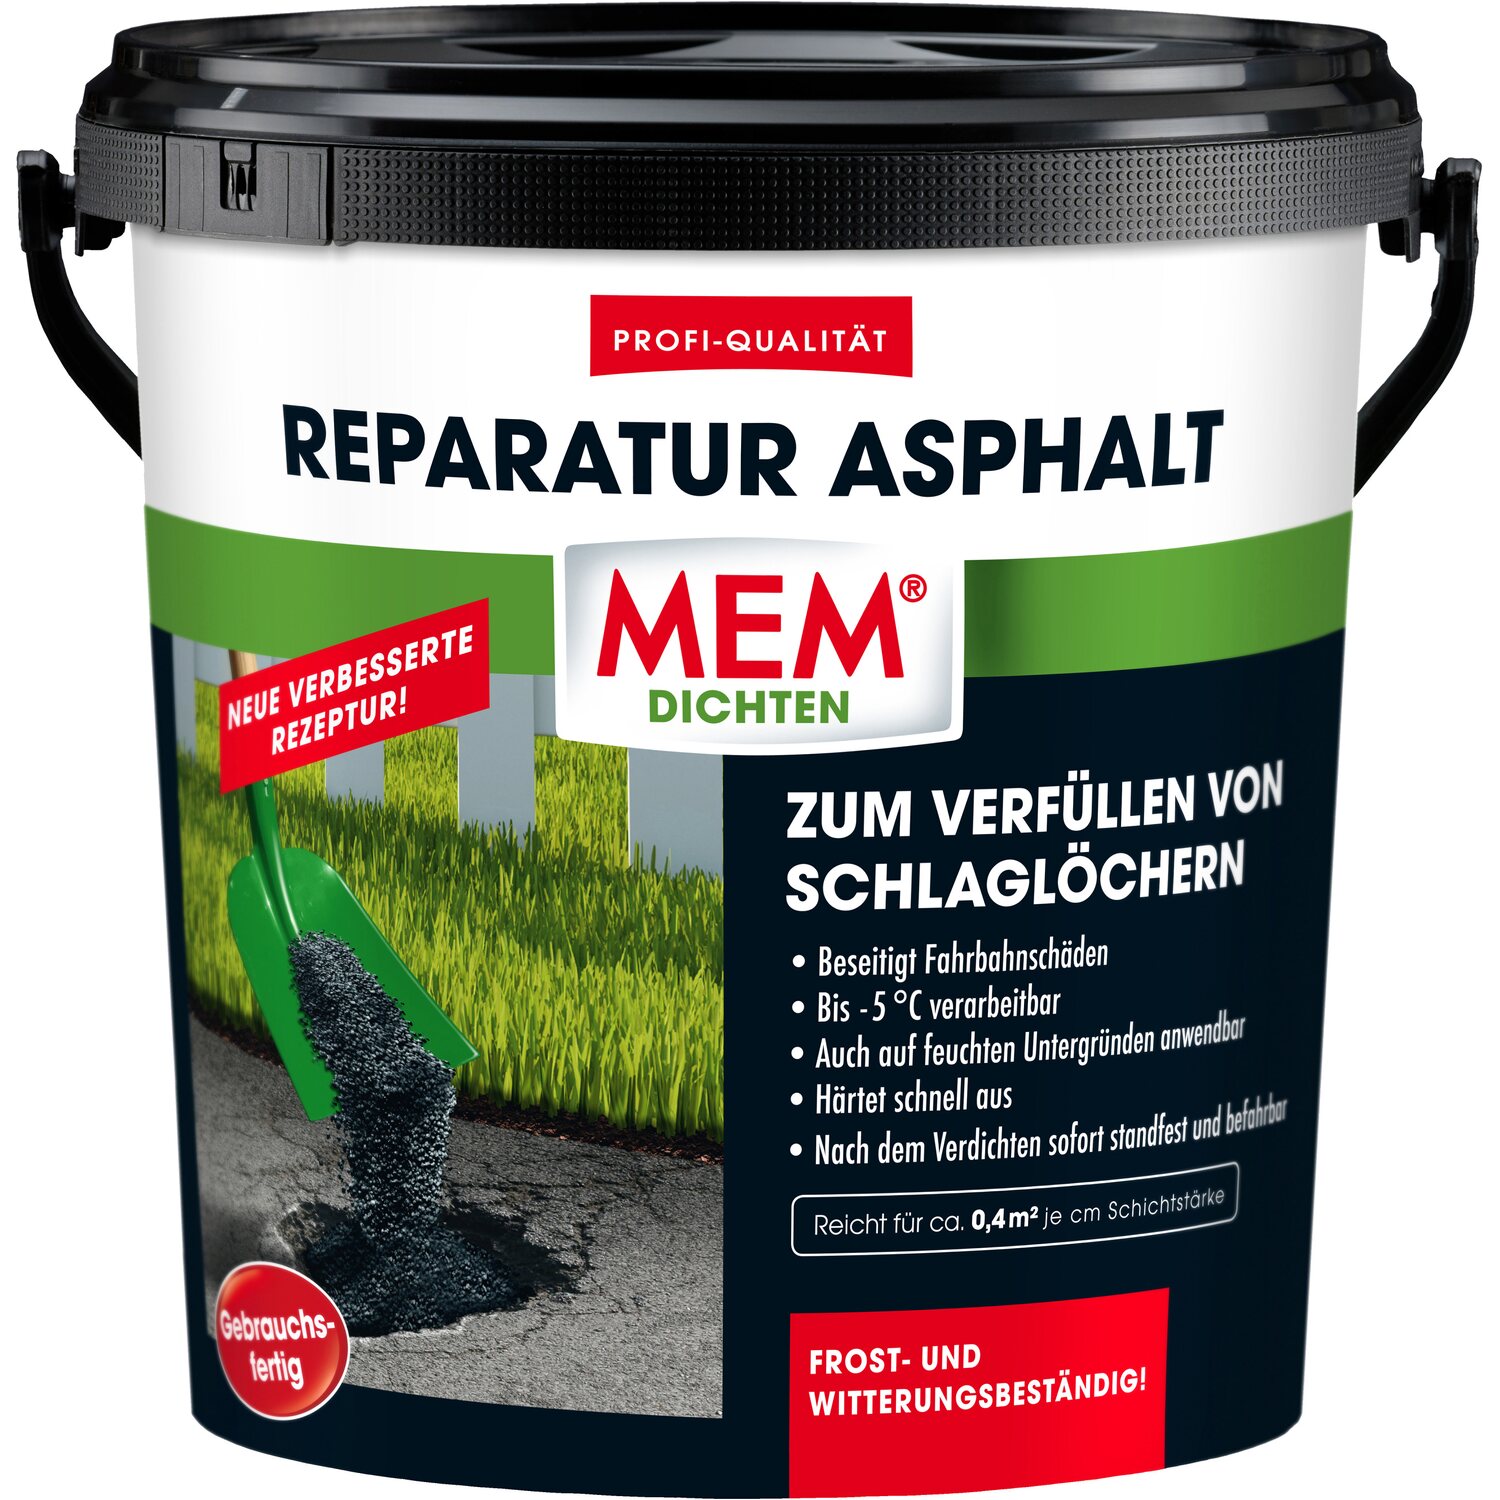 PROFI-QUALITÄT
REPARATUR ASPHALT
MEM®
DICHTEN
NEUE VERBESSERTE
REZEPTUR!
ZUM VERFÜLLEN VON
SCHLAGLÖCHERN
• Beseitigt Fahrbahnschäden
• Bis -5 °C verarbeitbar
• Auch auf feuchten Untergründen anwendbar
• Härtet schnell aus
• Nach dem Verdichten sofort standfest und befahrbar
Reicht für ca. 0,4 m² je cm Schichtstärke
Gebrauchs-
fertig
FROST- UND
WITTERUNGSBESTÄNDIG!